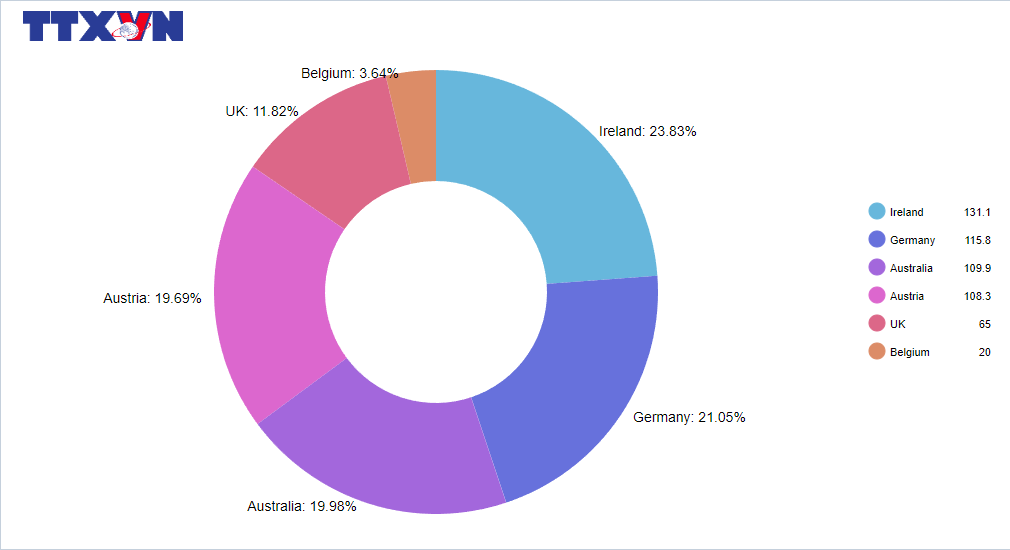 TTXVN
Belgium: 3.64%
UK: 11.82%
Ireland: 23.83%
Austria: 19.69%
Germany: 21.05%
Australia: 19.98%
Ireland 131.1
Germany 115.8
Australia 109.9
Austria 108.3
UK 65
Belgium 20